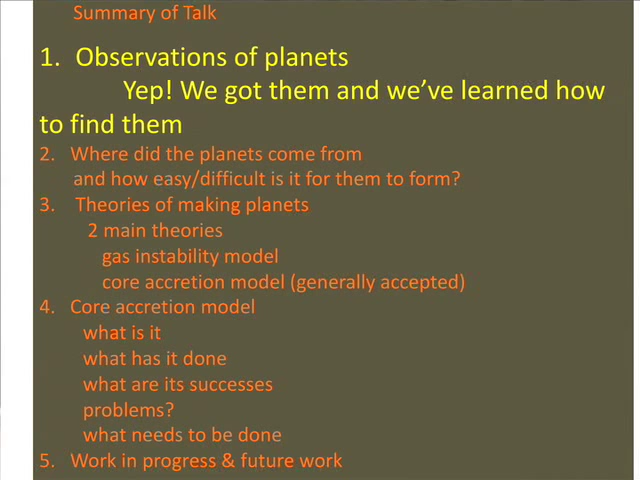 Summary of Talk
1. Observations of planets
Yep! We got them and we’ve learned how
to find them
2. Where did the planets come from
and how easy/difficult is it for them to form?
3. Theories of making planets
2 main theories
gas instability model
core accretion model (generally accepted)
4. Core accretion model
what is it
what has it done
what are its successes
problems?
what needs to be done
5. Work in progress & future work